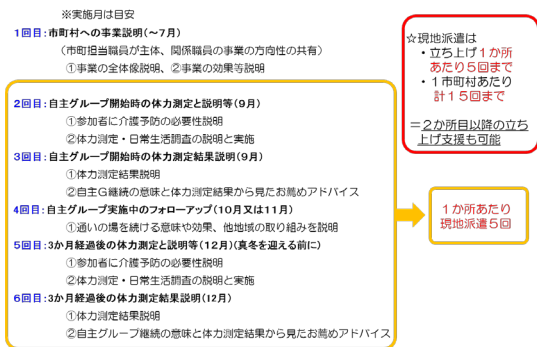 ※実施月は目安
1回目:市町村への事業説明(~7月)
(市町担当職員が主体、関係職員の事業の方向性の共有)
①事業の全体像説明、②事業の効果等説明
2回目:自主グループ開始時の体力測定と説明等(9月)
①参加者に介護予防の必要性説明
②体力測定・日常生活調査の説明と実施
3回目:自主グループ開始時の体力測定結果説明(9月)
①体力測定結果説明
②自主G継続の意味と体力測定結果から見たお薦めアドバイス
4回目:自主グループ実施中のフォローアップ(10月又は11月)
①通いの場を続ける意味や効果、他地域の取り組みを説明
5回目:3か月経過後の体力測定と説明等(12月)(真冬を迎える前に)
①参加者に介護予防の必要性説明
②体力測定・日常生活調査の説明と実施
6回目:3か月経過後の体力測定結果説明(12月)
①体力測定結果説明
②自主グループ継続の意味と体力測定結果から見たお薦めアドバイス
☆現地派遣は
・立ち上げ1か所
あたり5回まで
・1市町村あたり
計15回まで
=2か所目以降の立ち
上げ支援も可能
1か所あたり
現地派遣5回